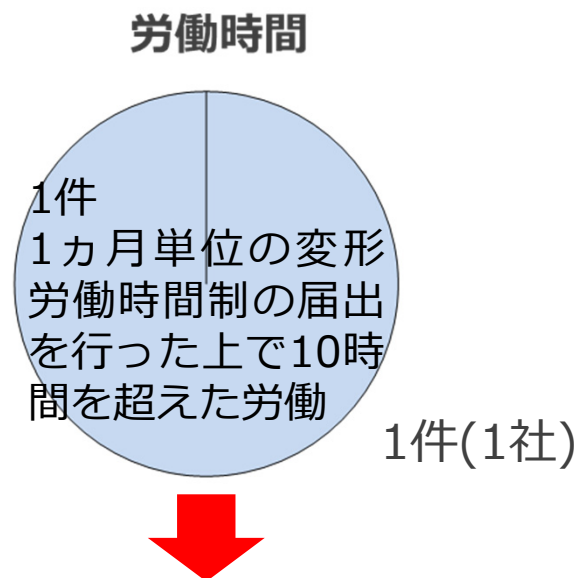 労働時間
1件
1ヵ月単位の変形
労働時間制の届出
を行った上で10時
間を超えた労働
1件(1社)